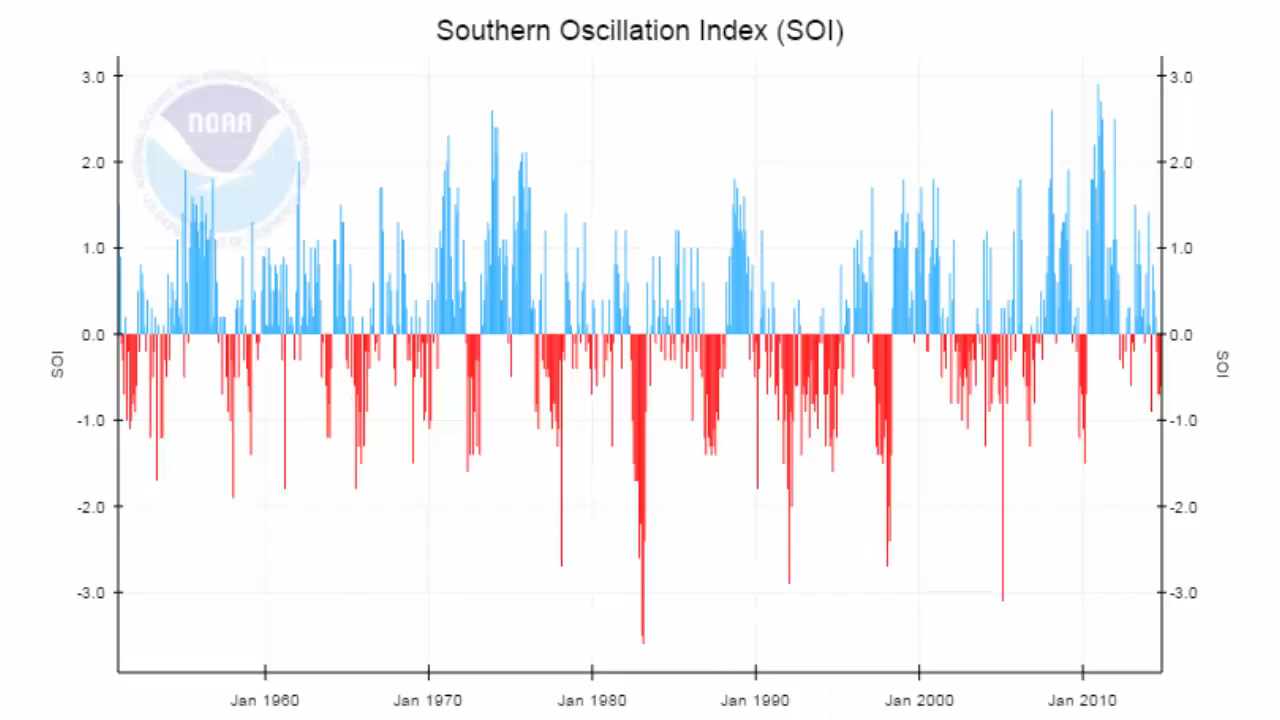 Southern Oscillation Index (SOI)
3.0
2.0
1.0
0.0
-1.0
-2.0
-3.0
SOI
NOAA
3.0
2.0
1.0
0.0
-1.0
-2.0
-3.0
SOI
Jan 1960
Jan 1970
Jan 1980
Jan 1990
Jan 2000
Jan 2010